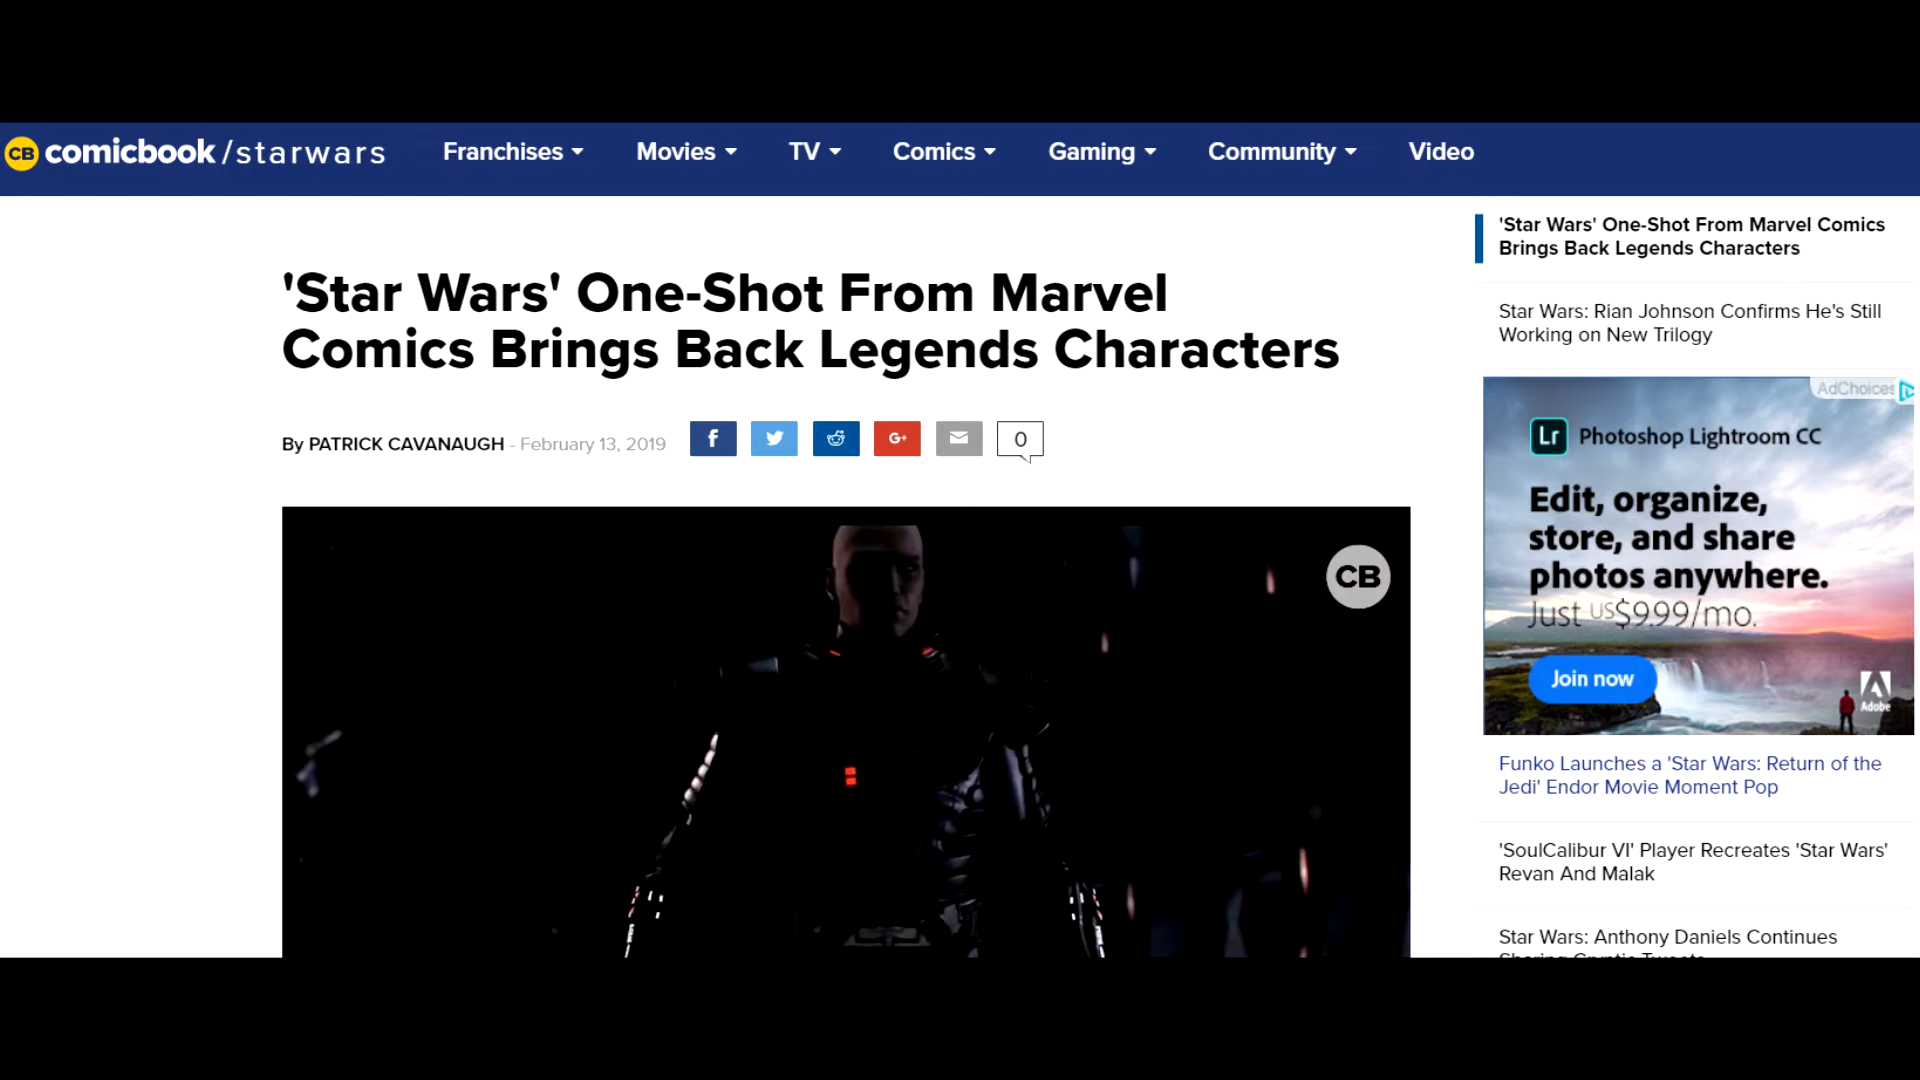 CB comicbook/starwars
Franchises
Movies
TV
Comics
Gaming
Community
Video
'Star Wars' One-Shot From Marvel
Comics Brings Back Legends Characters
By PATRICK CAVANAUGH - February 13, 2019
f
G+
0
CB
'Star Wars' One-Shot From Marvel Comics
Brings Back Legends Characters
Star Wars: Rian Johnson Confirms He's Still
Working on New Trilogy
AdChoices
Lr Photoshop Lightroom CC
Edit, organize,
store, and share
photos anywhere.
Just US$9.99/mo.
Join now
Adobe
Funko Launches a 'Star Wars: Return of the
Jedi' Endor Movie Moment Pop
'SoulCalibur VI' Player Recreates 'Star Wars'
Revan And Malak
Star Wars: Anthony Daniels Continues